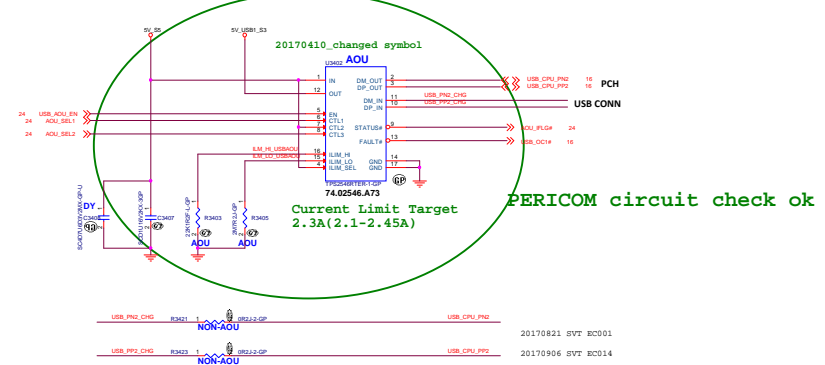 5V_S5
5V_USB1_S3
20170410_changed symbol
U3402
AOU
1 IN
12 OUT
DM_OUT 2
DP_OUT 3
USB_CPU_PN2 16
USB_CPU_PP2 16
PCH
DM_IN 11
DP_IN 10
USB_PN2_CHG
USB_PP2_CHG
USB CONN
24 USB_AOU_EN
24 AOU_SEL1
24 AOU_SEL2
5 EN
6 CTL1
7 CTL2
8 CTL3
STATUS# 9
AOU_IFLG# 24
FAULT# 13
USB_OC1# 16
ILM_HI_USBAOU
ILM_LO_USBAOU
16 ILIM_HI
15 ILIM_LO
4 ILIM_SEL
GND 14
GND 17
TPS2546RTER-1-GP
74.02546.A73
GP
PERICOM circuit check ok
Current Limit Target
2.3A(2.1-2.45A)
DY
C3407
R3403
R3405
22K1R2F-L-GP
2M7R2J-GP
AOU
AOU
USB_PN2_CHG
R3421 1
0R2J-2-GP
NON-AOU
USB_CPU_PN2
20170821 SVT EC001
USB_PP2_CHG
R3423 1
0R2J-2-GP
NON-AOU
USB_CPU_PP2
20170906 SVT EC014